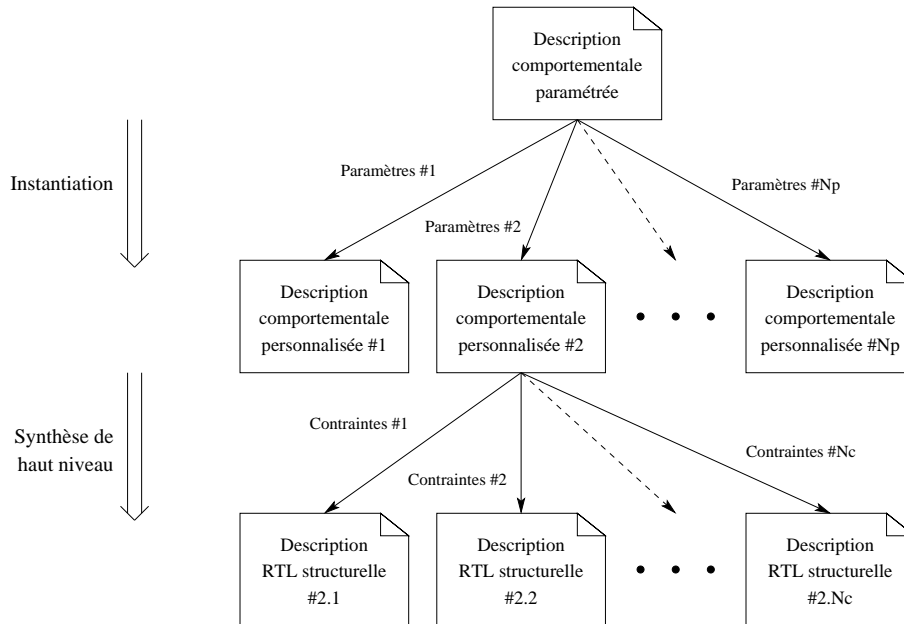 Description
comportementale
paramétrée
Instantiation
Paramètres #1
Paramètres #2
Paramètres #Np
Description
comportementale
personnalisée #1
Description
comportementale
personnalisée #2
Description
comportementale
personnalisée #Np
Synthèse de
haut niveau
Contraintes #1
Contraintes #2
Contraintes #Nc
Description
RTL structurelle
#2.1
Description
RTL structurelle
#2.2
Description
RTL structurelle
#2.Nc